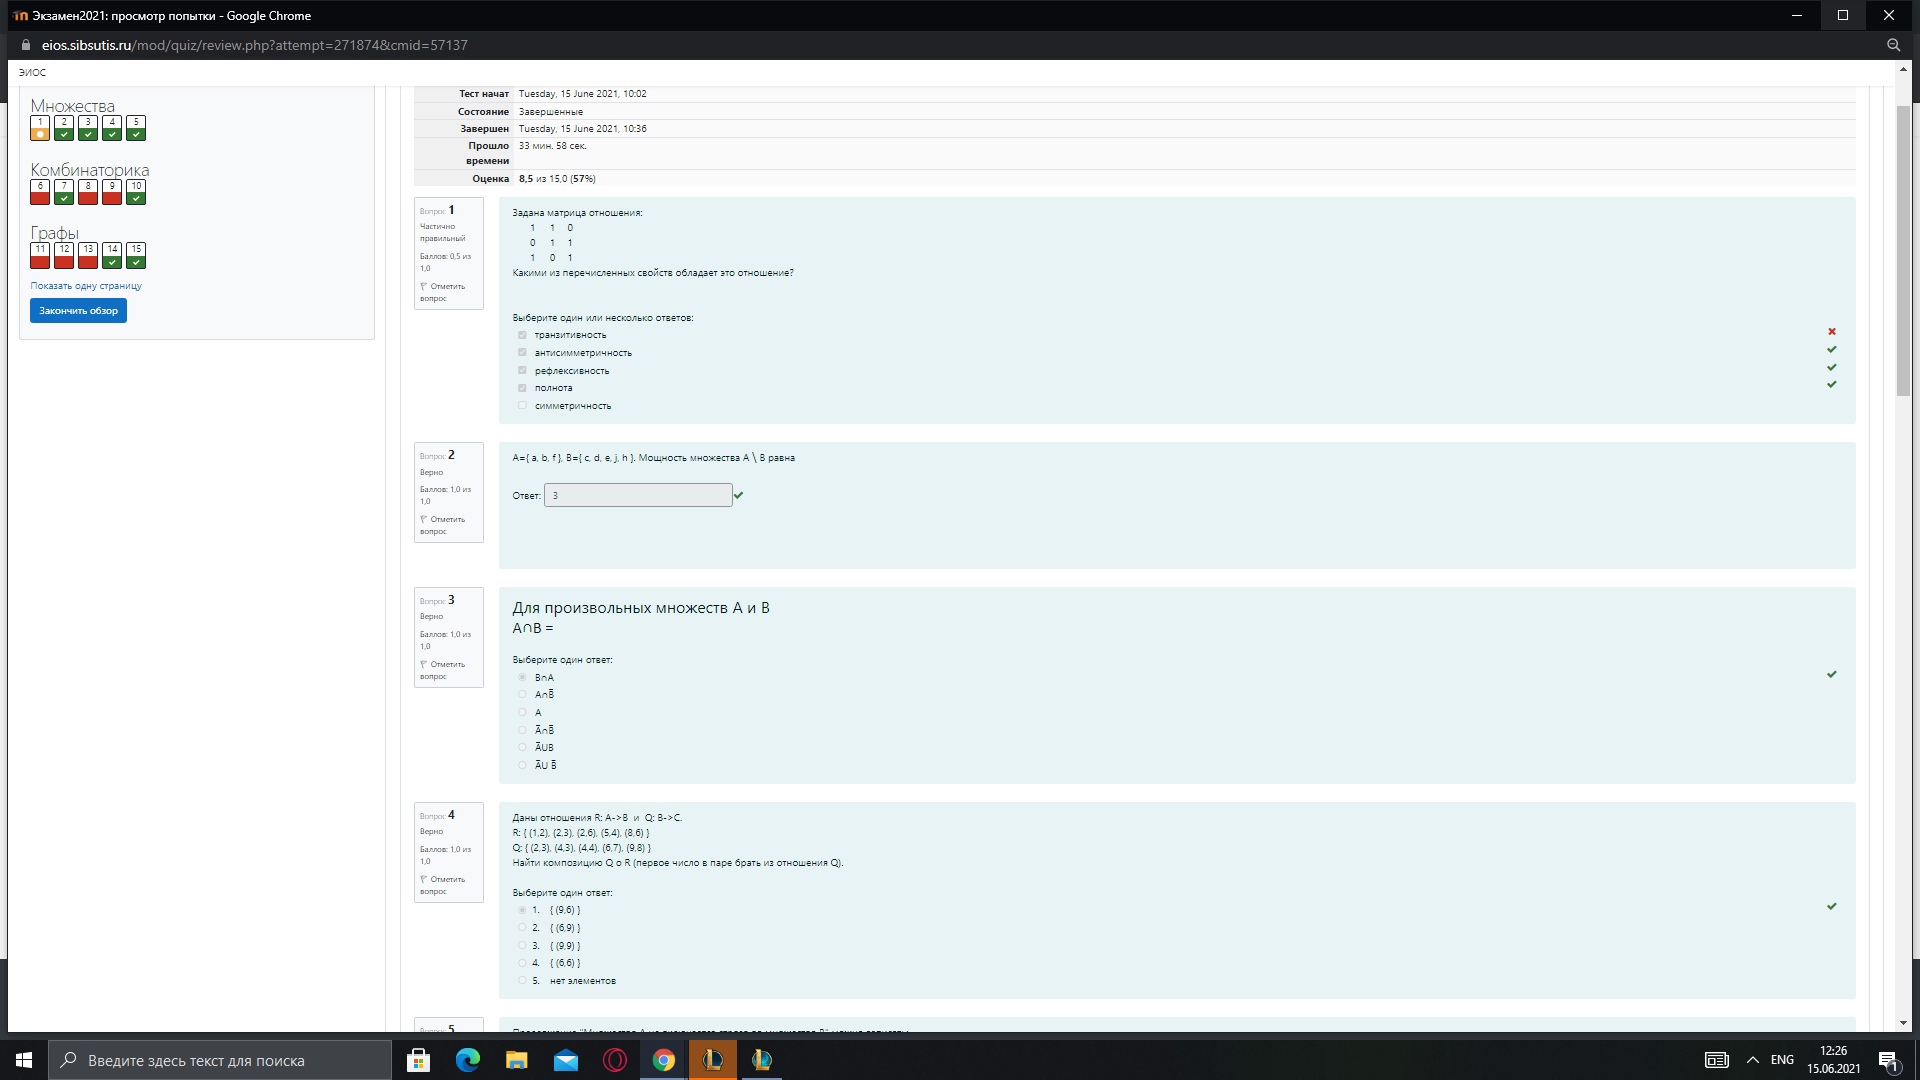 Экзамен2021: просмотр попытки - Google Chrome
eios.sibsutis.ru/mod/quiz/review.php?attempt=271874&cmid=57137
ЭИОС
Множества
1 2 3 4 5
Комбинаторика
6 7 8 9 10
Графы
11 12 13 14 15
Показать одну страницу
Закончить обзор
Тест начат Tuesday, 15 June 2021, 10:02
Состояние Завершенные
Завершен Tuesday, 15 June 2021, 10:36
Прошло времени 33 мин. 58 сек.
Оценка 8,5 из 15,0 (57%)
Вопрос 1
Частично
правильный
Баллов: 0,5 из
1,0
Отметить
вопрос
Задана матрица отношения:
1 1 0
0 1 1
1 0 1
Какими из перечисленных свойств обладает это отношение?
Выберите один или несколько ответов:
транзитивность
антисимметричность
рефлексивность
полнота
симметричность
Вопрос 2
Верно
Баллов: 1,0 из
1,0
Отметить
вопрос
A={ a, b, f }, B={ c, d, e, j, h }. Мощность множества A \ B равна
Ответ: 3
Вопрос 3
Верно
Баллов: 1,0 из
1,0
Отметить
вопрос
Для произвольных множеств A и B
A∩B =
Выберите один ответ:
B∩A
A∩B̅
A
A̅∩B̅
A̅UB
A̅U B̅
Вопрос 4
Верно
Баллов: 1,0 из
1,0
Отметить
вопрос
Даны отношения R: A->B и Q: B->C.
R: { (1,2), (2,3), (2,6), (5,4), (8,6) }
Q: { (2,3), (4,3), (4,4), (6,7), (9,8) }
Найти композицию Q o R (первое число в паре брать из отношения Q).
Выберите один ответ:
1. { (9,6) }
2. { (6,9) }
3. { (9,9) }
4. { (6,6) }
5. нет элементов
Вопрос 5
Введите здесь текст для поиска
ENG
12:26
15.06.2021
1